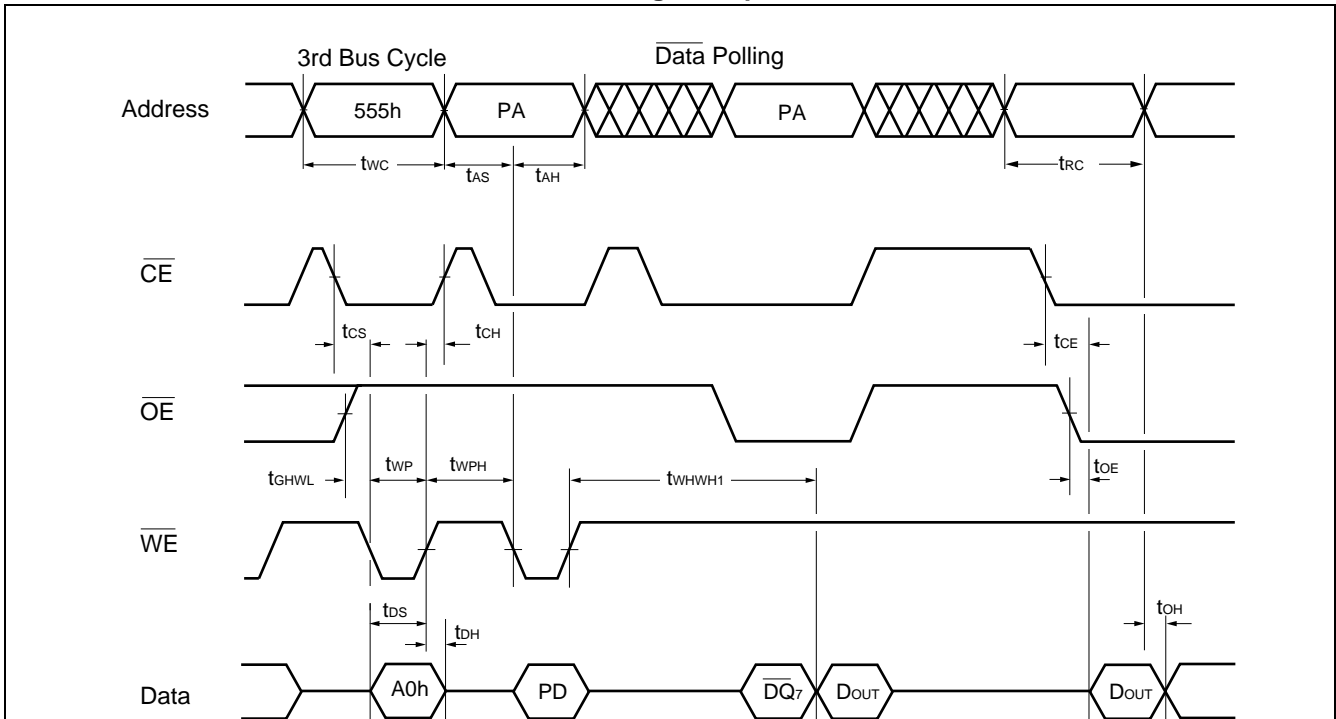 3rd Bus Cycle Data Polling
Address 555h PA PA
tWC tAS tAH tRC
CE
tCS tCH tCE
OE
tGHWL tWP tWPH tWHWH1 tOE
WE
tDS tDH tOH
Data A0h PD DQ7 DOUT DOUT